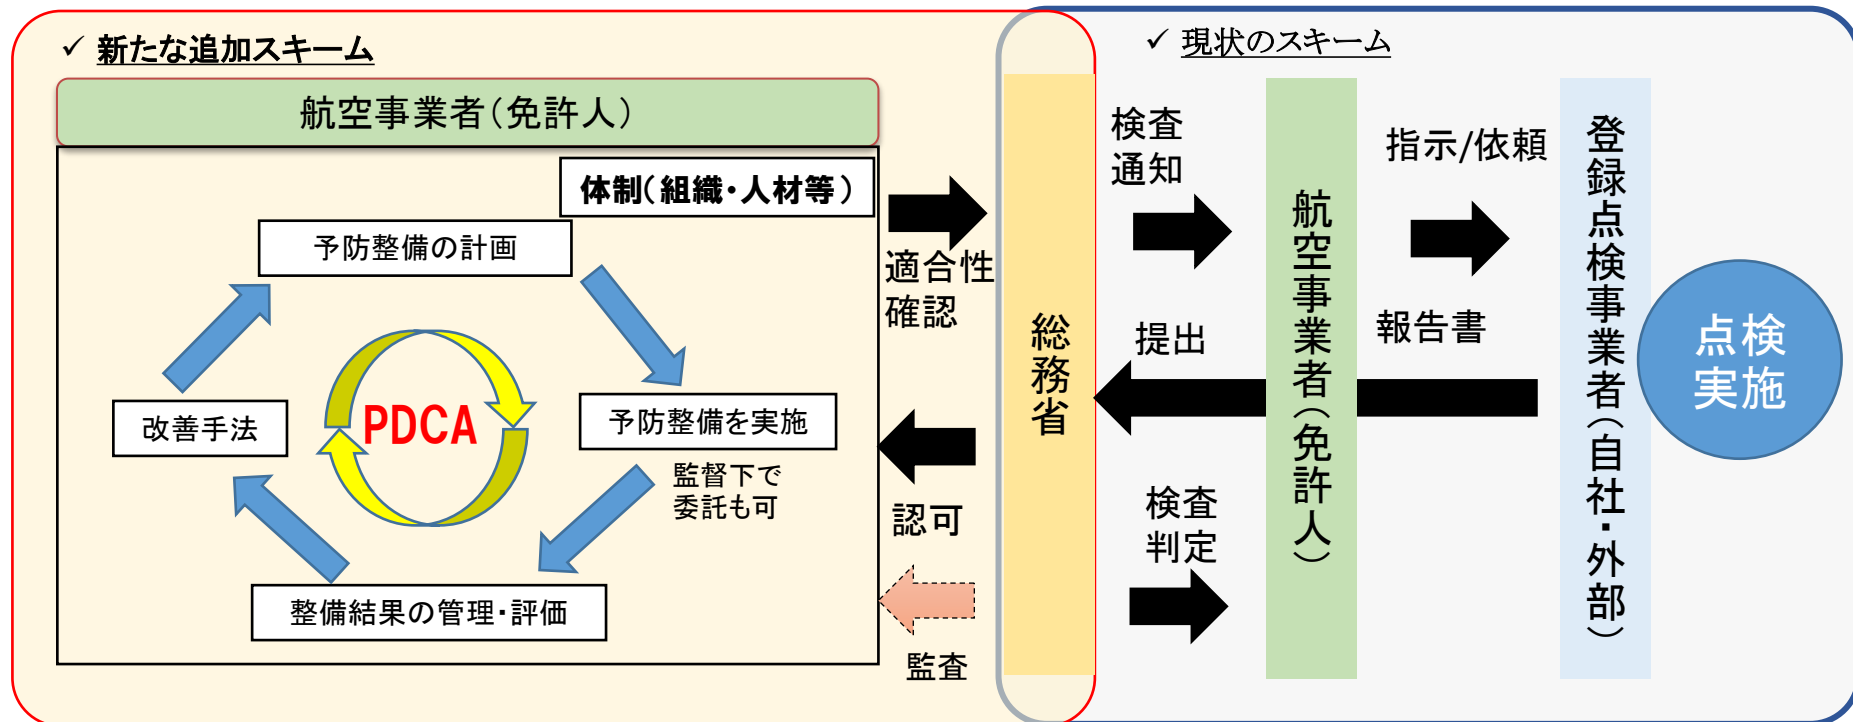 ✓ 新たな追加スキーム
航空事業者(免許人)
体制(組織・人材等)
予防整備の計画
改善手法
PDCA
予防整備を実施
監督下で
委託も可
整備結果の管理・評価
適合性
確認
認可
監査
総務省
✓ 現状のスキーム
検査
通知
提出
検査
判定
航空事業者(免許人)
指示/依頼
報告書
登録点検事業者(自社・外部)
点検
実施